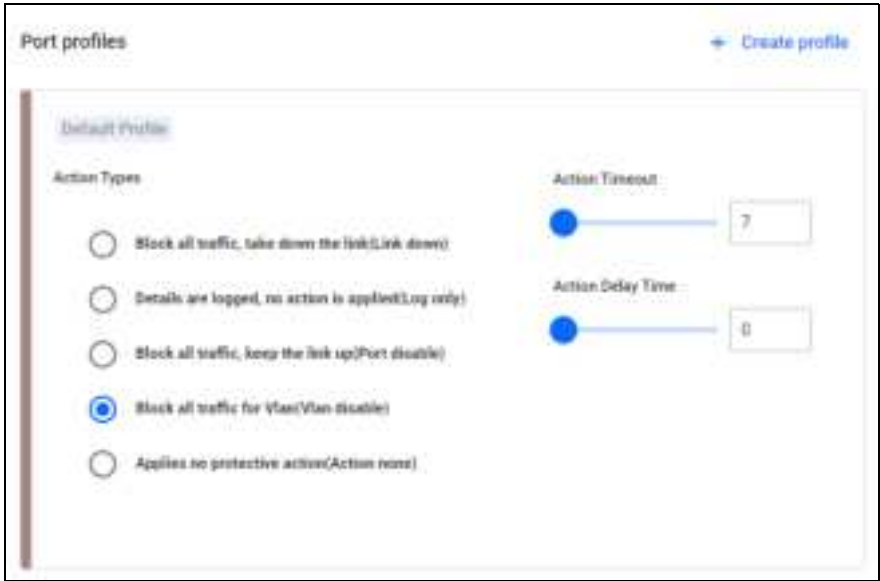 Port profiles
+ Create profile
Default Profile
Action Types
Block all traffic, take down the link(Link down)
Details are logged, no action is applied(Log only)
Block all traffic, keep the link up(Port disable)
Block all traffic for Vlan(Vlan disable)
Applies no protective action(Action none)
Action Timeout
7
Action Delay Time
0